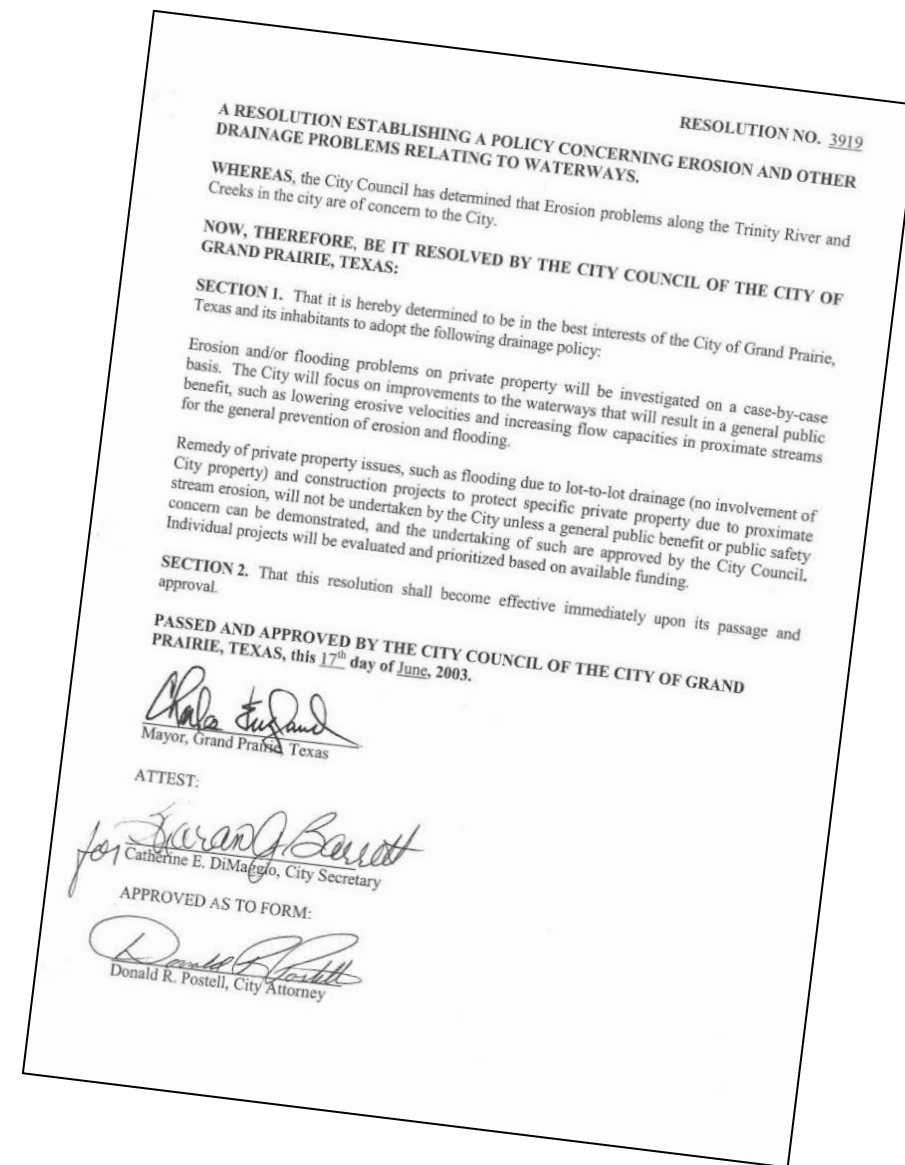 RESOLUTION NO. 3919
A RESOLUTION ESTABLISHING A POLICY CONCERNING EROSION AND OTHER
DRAINAGE PROBLEMS RELATING TO WATERWAYS.
WHEREAS, the City Council has determined that Erosion problems along the Trinity River and
Creeks in the city are of concern to the City.
NOW, THEREFORE, BE IT RESOLVED BY THE CITY COUNCIL OF THE CITY OF
GRAND PRAIRIE, TEXAS:
SECTION 1. That it is hereby determined to be in the best interests of the City of Grand Prairie,
Texas and its inhabitants to adopt the following drainage policy:
Erosion and/or flooding problems on private property will be investigated on a case-by-case
basis. The City will focus on improvements to the waterways that will result in a general public
benefit, such as lowering erosive velocities and increasing flow capacities in proximate streams
for the general prevention of erosion and flooding.
Remedy of private property issues, such as flooding due to lot-to-lot drainage (no involvement of
City property) and construction projects to protect specific private property due to proximate
stream erosion, will not be undertaken by the City unless a general public benefit or public safety
concern can be demonstrated, and the undertaking of such are approved by the City Council.
Individual projects will be evaluated and prioritized based on available funding.
SECTION 2. That this resolution shall become effective immediately upon its passage and
approval.
PASSED AND APPROVED BY THE CITY COUNCIL OF THE CITY OF GRAND
PRAIRIE, TEXAS, this 17th day of June, 2003.
Charles England
Mayor, Grand Prairie, Texas
ATTEST:
for Karan J Barrett
Catherine E. DiMaggio, City Secretary
APPROVED AS TO FORM:
Donald R Postell
Donald R. Postell, City Attorney